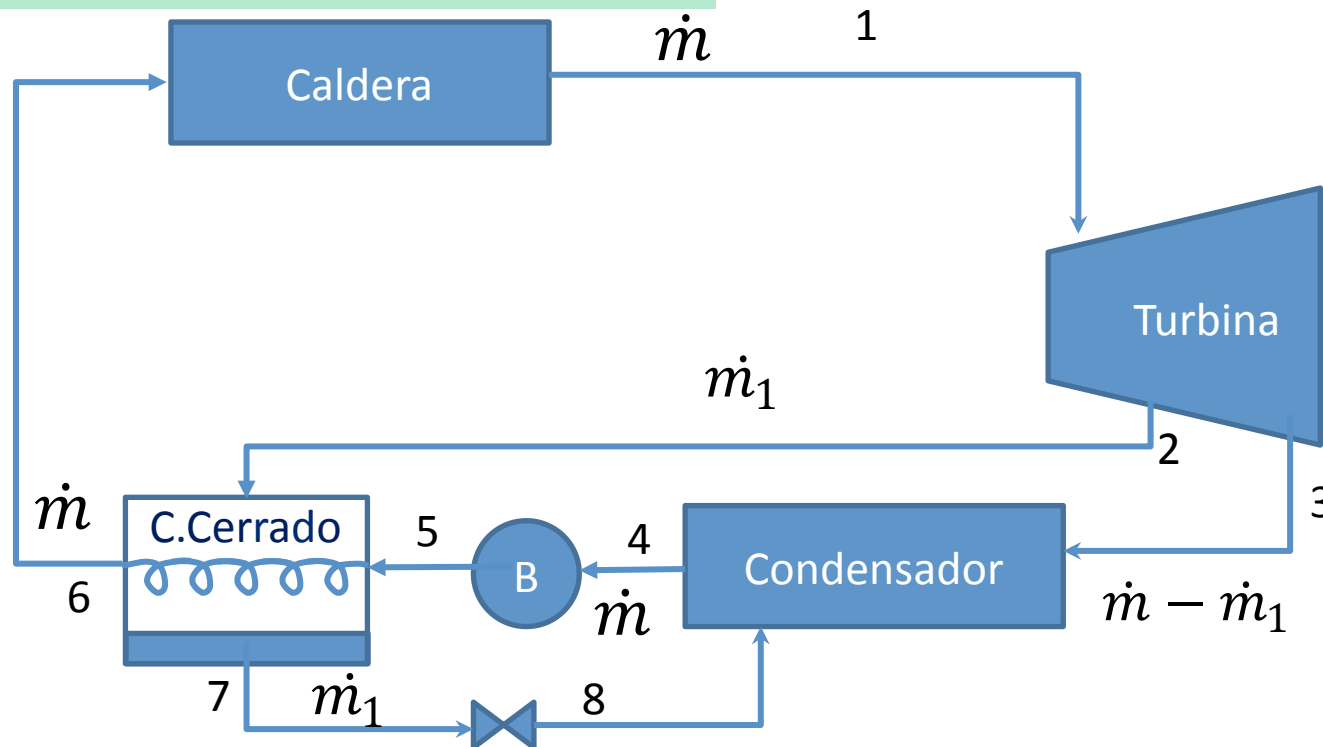 ṁ
1
Caldera
Turbina
ṁ₁
2
3
ṁ
C.Cerrado
5
4
B
Condensador
6
ṁ
ṁ − ṁ₁
7
ṁ₁
8